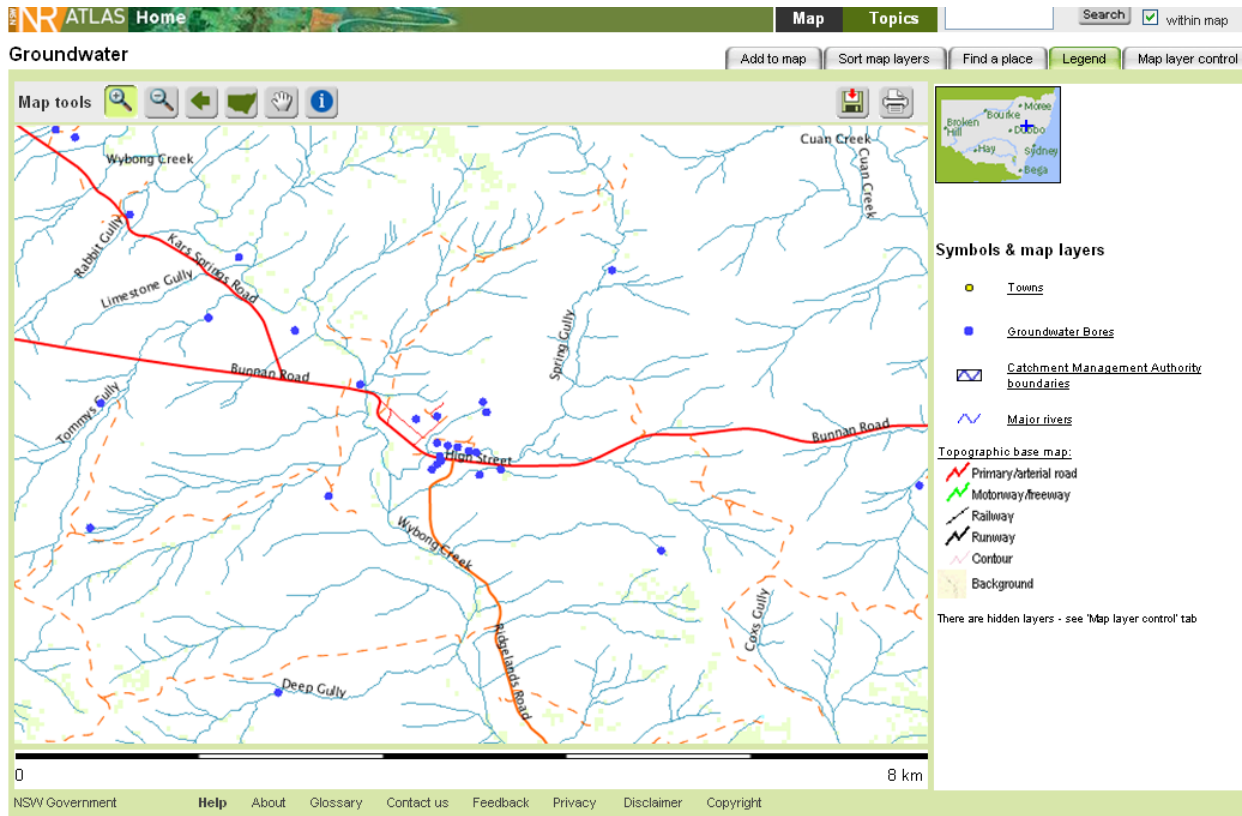 NSW NR ATLAS Home Map Topics Search within map
Groundwater
Add to map Sort map layers Find a place Legend Map layer control
Map tools
Cuan Creek
Cuan Creek
Wybong Creek
Rabbit Gully
Kars Springs Road
Limestone Gully
Spring Gully
Bunnan Road
Tommys Gully
Bunnan Road
High Street
Wybong Creek
Coxs Gully
Ridgelands Road
Deep Gully
0 8 km
Moree
Bourke
Broken
Hill
Dubbo
Hay
Sydney
Bega
Symbols & map layers
Towns
Groundwater Bores
Catchment Management Authority
boundaries
Major rivers
Topographic base map:
Primary/arterial road
Motorway/freeway
Railway
Runway
Contour
Background
There are hidden layers - see 'Map layer control' tab
NSW Government Help About Glossary Contact us Feedback Privacy Disclaimer Copyright